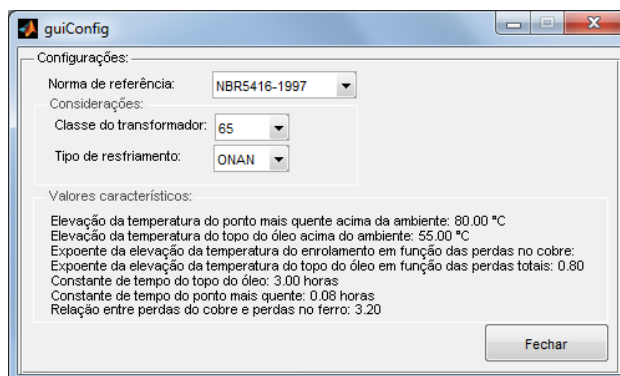 guiConfig
Configurações:
Norma de referência: NBR5416-1997
Considerações:
Classe do transformador: 65
Tipo de resfriamento: ONAN
Valores característicos:
Elevação da temperatura do ponto mais quente acima da ambiente: 80.00 °C
Elevação da temperatura do topo do óleo acima do ambiente: 55.00 °C
Expoente da elevação da temperatura do enrolamento em função das perdas no cobre:
Expoente da elevação da temperatura do topo do óleo em função das perdas totais: 0.80
Constante de tempo do topo do óleo: 3.00 horas
Constante de tempo do ponto mais quente: 0.08 horas
Relação entre perdas do cobre e perdas no ferro: 3.20
Fechar